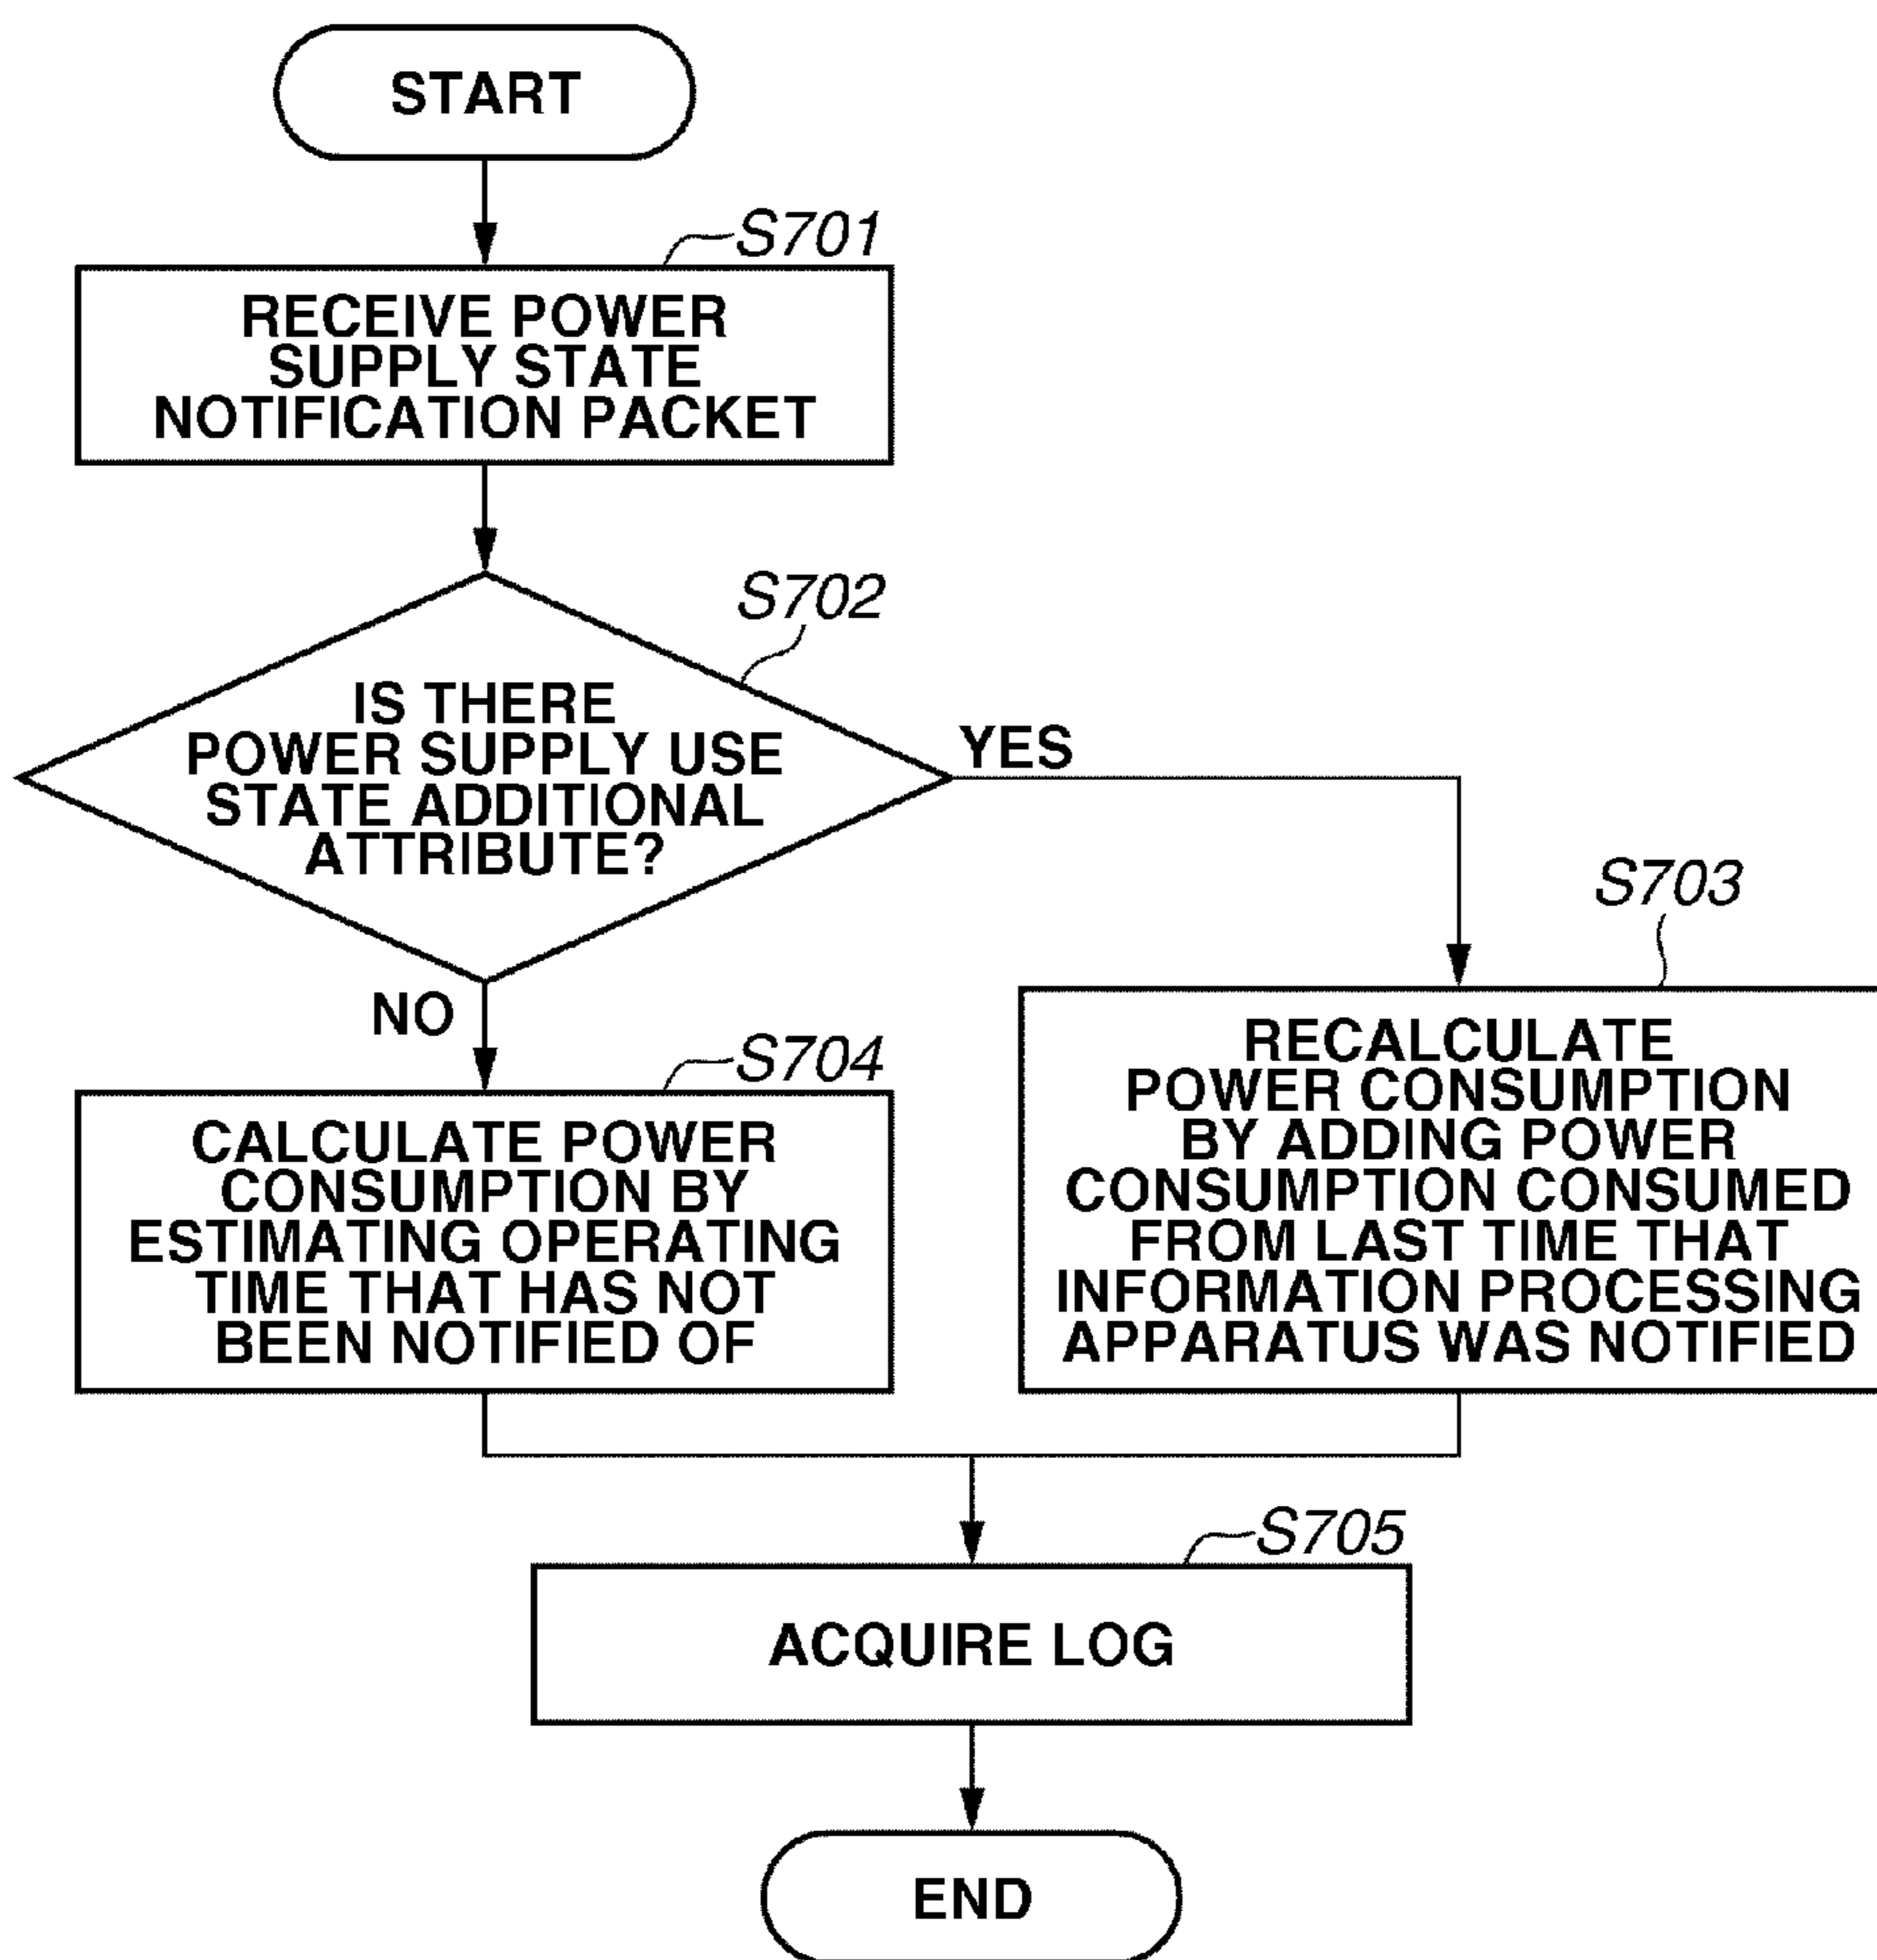 START
S701
RECEIVE POWER
SUPPLY STATE
NOTIFICATION PACKET
S702
IS THERE
POWER SUPPLY USE
STATE ADDITIONAL
ATTRIBUTE?
YES
NO
S703
RECALCULATE
POWER CONSUMPTION
BY ADDING POWER
CONSUMPTION CONSUMED
FROM LAST TIME THAT
INFORMATION PROCESSING
APPARATUS WAS NOTIFIED
S704
CALCULATE POWER
CONSUMPTION BY
ESTIMATING OPERATING
TIME THAT HAS NOT
BEEN NOTIFIED OF
S705
ACQUIRE LOG
END